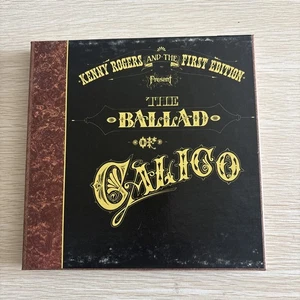 KENNY ROGERS AND THE FIRST EDITION
Present
THE
BALLAD
OF
CALICO